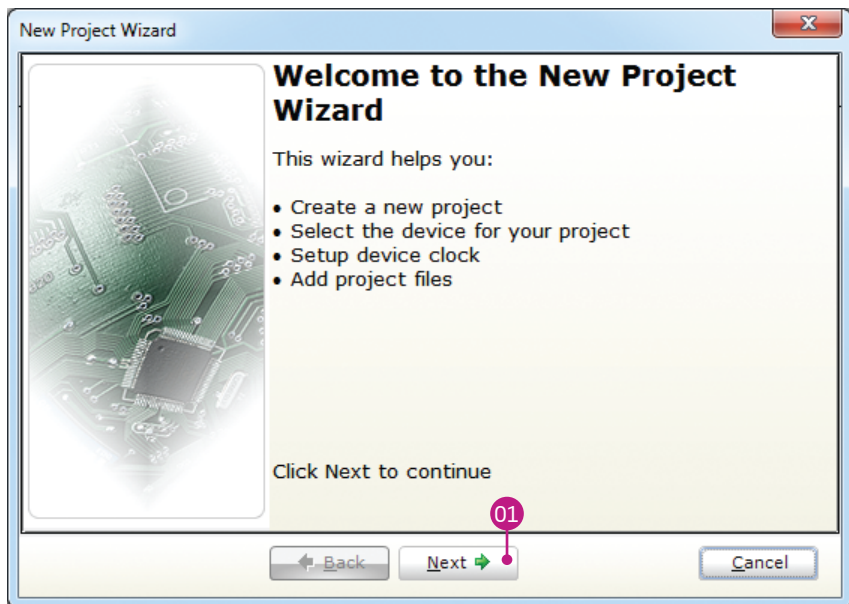 New Project Wizard
Welcome to the New Project
Wizard
This wizard helps you:
• Create a new project
• Select the device for your project
• Setup device clock
• Add project files
Click Next to continue
01
Back
Next
Cancel